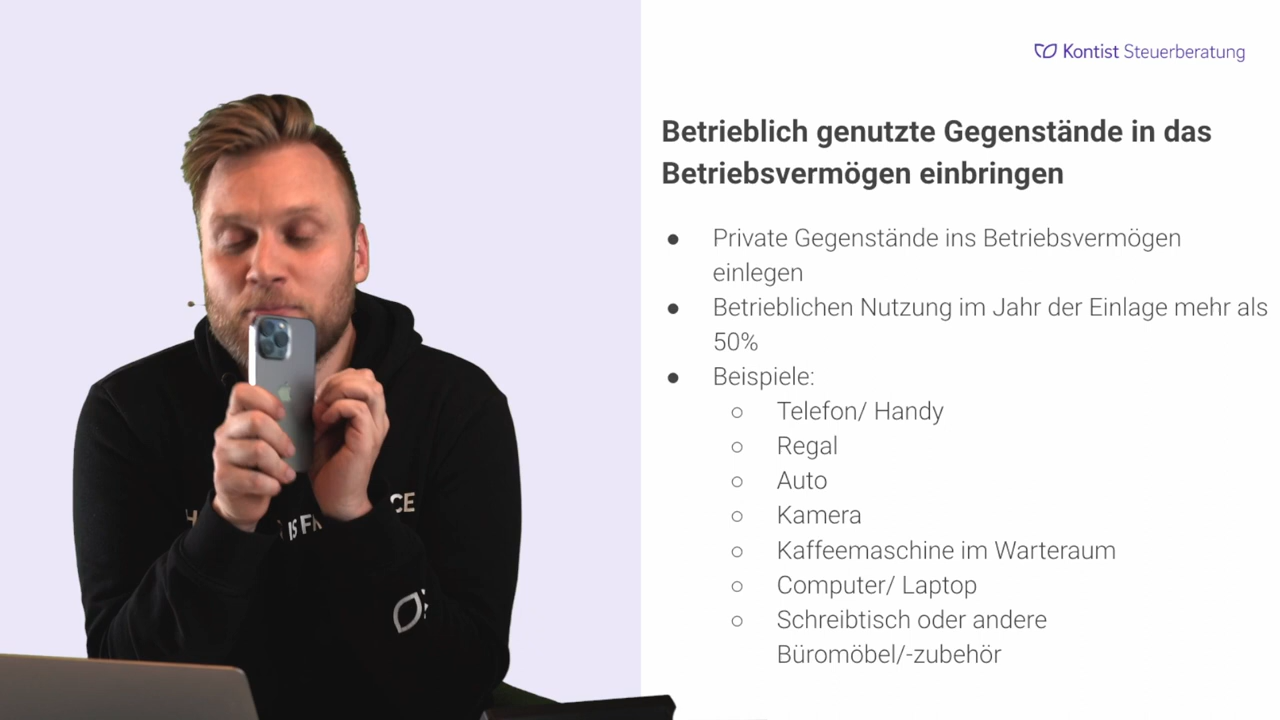 Kontist Steuerberatung
Betrieblich genutzte Gegenstände in das
Betriebsvermögen einbringen
● Private Gegenstände ins Betriebsvermögen
einlegen
● Betrieblichen Nutzung im Jahr der Einlage mehr als
50%
● Beispiele:
○ Telefon/ Handy
○ Regal
○ Auto
○ Kamera
○ Kaffeemaschine im Warteraum
○ Computer/ Laptop
○ Schreibtisch oder andere
Büromöbel/-zubehör
IS